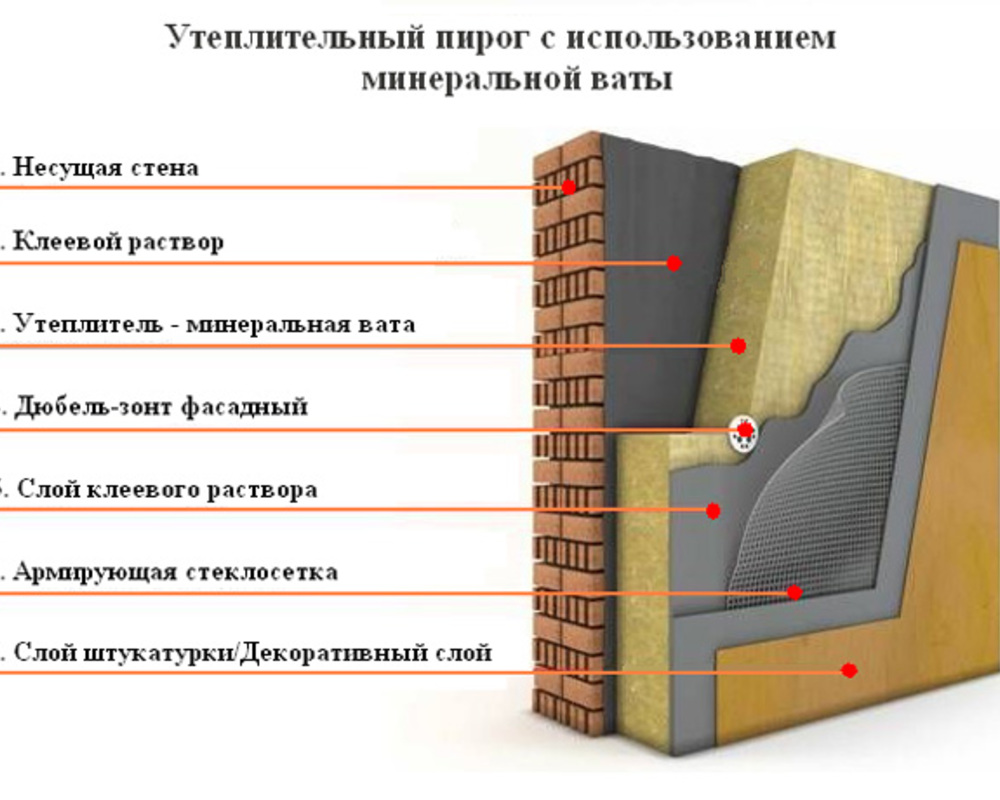 Утеплительный пирог с использованием
минеральной ваты
. Несущая стена
. Клеевой раствор
. Утеплитель - минеральная вата
. Дюбель-зонт фасадный
. Слой клеевого раствора
. Армирующая стеклосетка
. Слой штукатурки/Декоративный слой